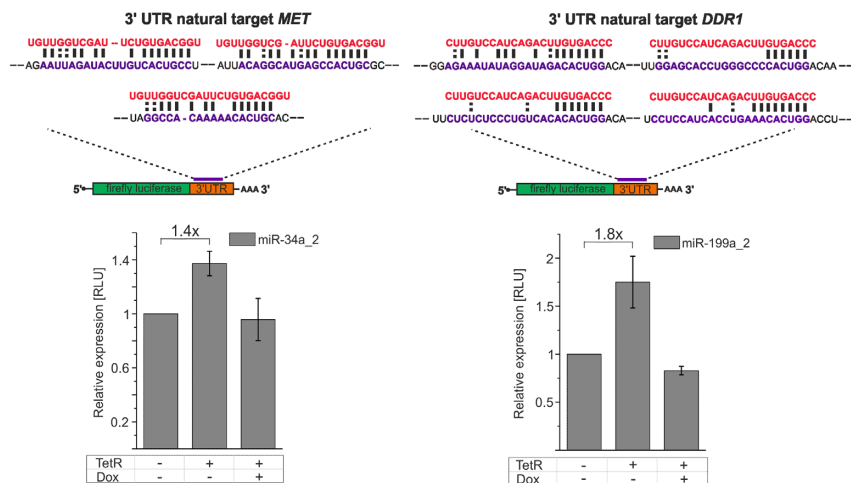 3' UTR natural target MET
UGUUGGUCGAU--UCUGUGACGGU
UGUUGGUCG-AUUCUGUGACGGU
--AGAAUUAGAUACUUGUCACUGCCU--
AUUACAGGCAUGAGCCACUGCGC--
UGUUGGUCGAUUCUGUGACGGU
--UAGGCCA-CAAAAACACUGCAC--
5'
firefly luciferase
3'UTR
AAA 3'
3' UTR natural target DDR1
CUUGUCCAUCAGACUUGUGACCC
CUUGUCCAUCAGACUUGUGACCC
--GGAGAAAUAUAGGAUAGACACUGGACA
--UUGGAGCACCUGGGCCCCACUGGACAA--
CUUGUCCAUCAGACUUGUGACCC
CUUGUCCAUCAGACUUGUGACCC
--UUCUCUCUCCCUGUCACACACUGGACA
--UCCUCCAUCACCUGAAACACUGGACCU--
5'
firefly luciferase
3'UTR
AAA 3'
Relative expression [RLU]
1.4
1
0.6
0.2
1.4x
miR-34a_2
TetR - + +
Dox - - +
Relative expression [RLU]
2
1.5
1
0.5
1.8x
miR-199a_2
TetR - + +
Dox - - +